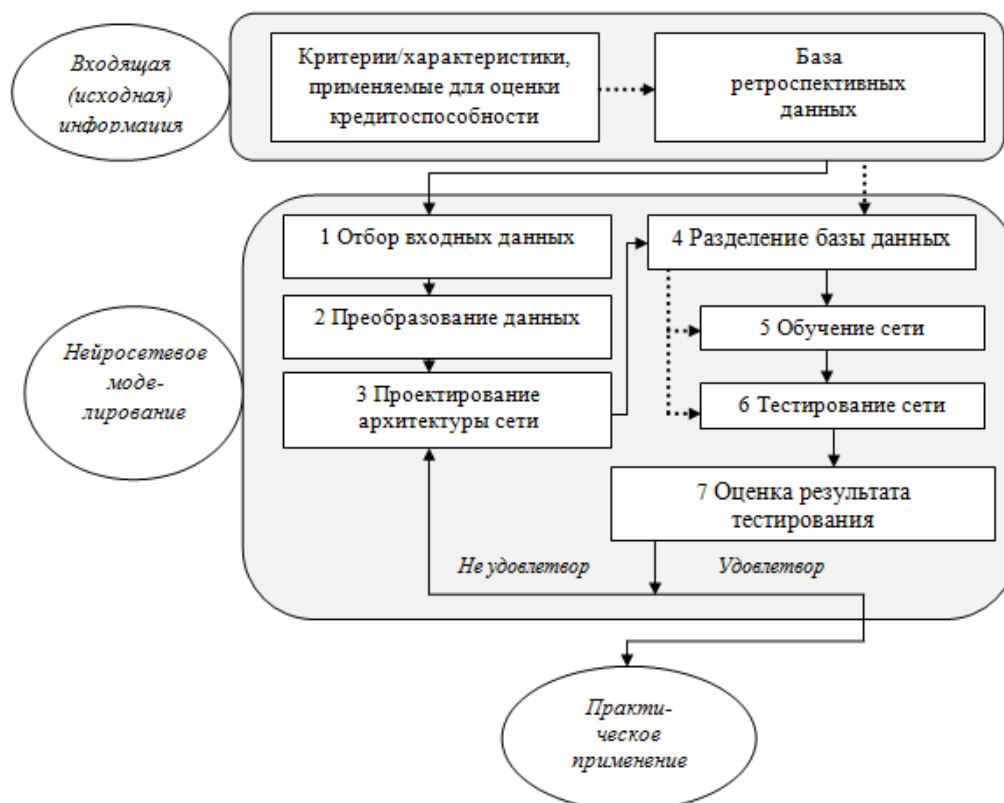 Входящая
(исходная)
информация
Критерии/характеристики,
применяемые для оценки
кредитоспособности
База
ретроспективных
данных
Нейросетевое
моде-
лирование
1 Отбор входных данных
2 Преобразование данных
3 Проектирование
архитектуры сети
4 Разделение базы данных
5 Обучение сети
6 Тестирование сети
7 Оценка результата
тестирования
Не удовлетвор
Удовлетвор
Практи-
ческое
применение